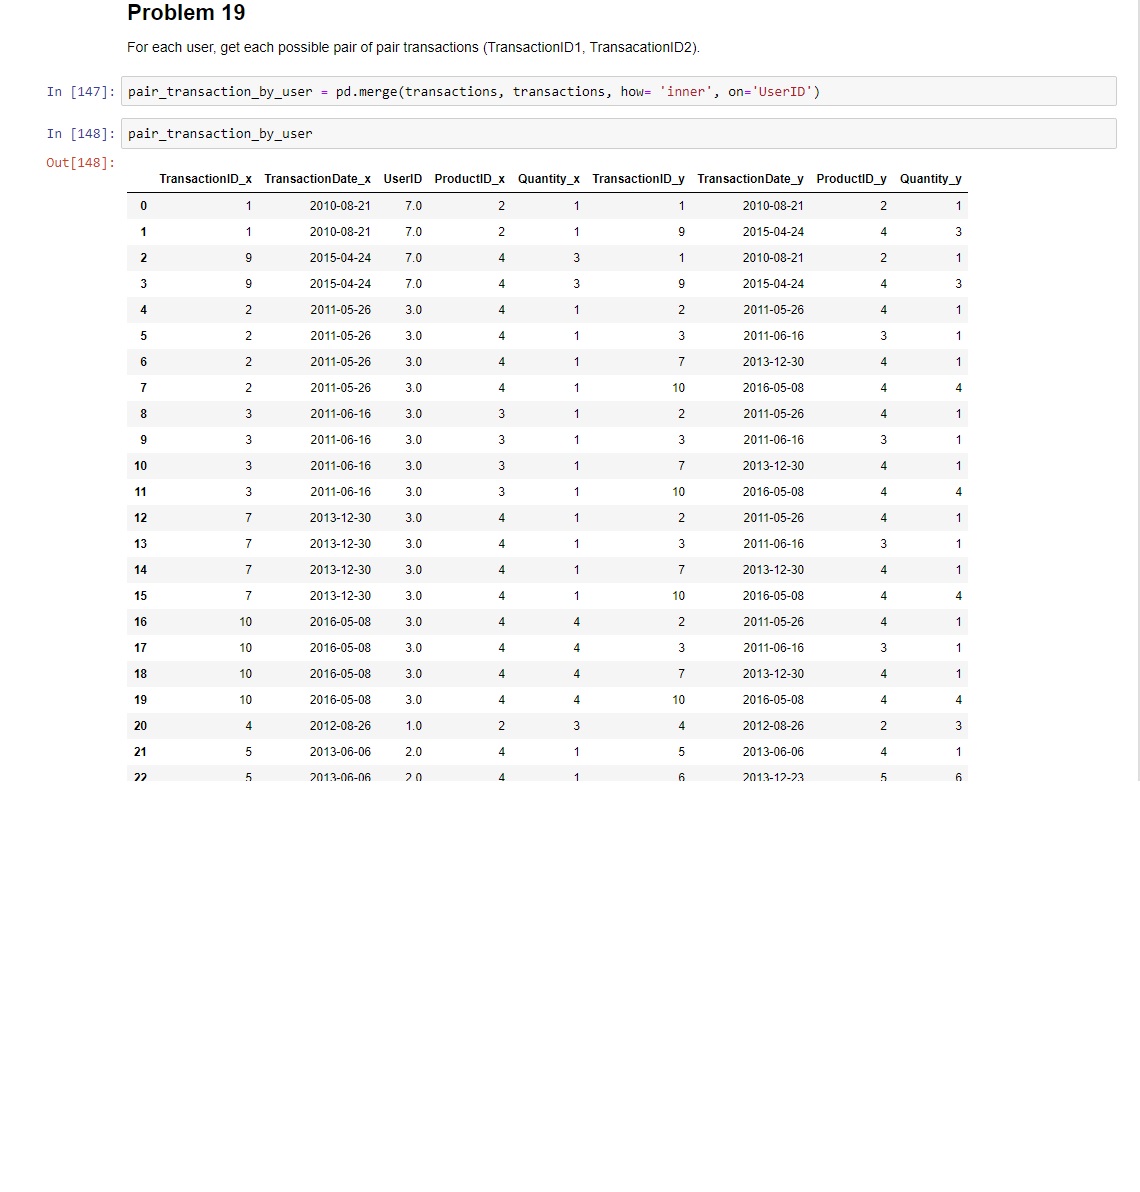 Problem 19
For each user, get each possible pair of pair transactions (TransactionID1, TransacationID2).
In [147]: pair_transaction_by_user = pd.merge(transactions, transactions, how= 'inner', on='UserID')
In [148]: pair_transaction_by_user
Out[148]:
TransactionID_x TransactionDate_x UserID ProductID_x Quantity_x TransactionID_y TransactionDate_y ProductID_y Quantity_y
0 1 2010-08-21 7.0 2 1 1 2010-08-21 2 1
1 1 2010-08-21 7.0 2 1 9 2015-04-24 4 3
2 9 2015-04-24 7.0 4 3 1 2010-08-21 2 1
3 9 2015-04-24 7.0 4 3 9 2015-04-24 4 3
4 2 2011-05-26 3.0 4 1 2 2011-05-26 4 1
5 2 2011-05-26 3.0 4 1 3 2011-06-16 3 1
6 2 2011-05-26 3.0 4 1 7 2013-12-30 4 1
7 2 2011-05-26 3.0 4 1 10 2016-05-08 4 4
8 3 2011-06-16 3.0 3 1 2 2011-05-26 4 1
9 3 2011-06-16 3.0 3 1 3 2011-06-16 3 1
10 3 2011-06-16 3.0 3 1 7 2013-12-30 4 1
11 3 2011-06-16 3.0 3 1 10 2016-05-08 4 4
12 7 2013-12-30 3.0 4 1 2 2011-05-26 4 1
13 7 2013-12-30 3.0 4 1 3 2011-06-16 3 1
14 7 2013-12-30 3.0 4 1 7 2013-12-30 4 1
15 7 2013-12-30 3.0 4 1 10 2016-05-08 4 4
16 10 2016-05-08 3.0 4 4 2 2011-05-26 4 1
17 10 2016-05-08 3.0 4 4 3 2011-06-16 3 1
18 10 2016-05-08 3.0 4 4 7 2013-12-30 4 1
19 10 2016-05-08 3.0 4 4 10 2016-05-08 4 4
20 4 2012-08-26 1.0 2 3 4 2012-08-26 2 3
21 5 2013-06-06 2.0 4 1 5 2013-06-06 4 1
22 5 2013-06-06 2.0 4 1 6 2013-12-23 5 6